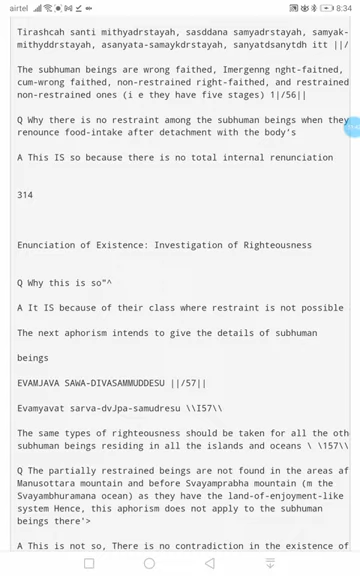 airtel 8:34
Tirashcah santi mithyadrstayah, sasddana samyadrstayah, samyak-
mithyddrstayah, asanyata-samaykdrstayah, sanyatdsanytdh itt ||/
The subhuman beings are wrong faithed, Imergenng nght-faitned,
cum-wrong faithed, non-restrained right-faithed, and restrained
non-restrained ones (i e they have five stages) 1|/56||
Q Why there is no restraint among the subhuman beings when they
renounce food-intake after detachment with the body’s
A This IS so because there is no total internal renunciation
314
Enunciation of Existence: Investigation of Righteousness
Q Why this is so"^
A It IS because of their class where restraint is not possible
The next aphorism intends to give the details of subhuman
beings
EVAMJAVA SAWA-DIVASAMMUDDESU ||/57||
Evamyavat sarva-dvJpa-samudresu \\I57\\
The same types of righteousness should be taken for all the oth
subhuman beings residing in all the islands and oceans \ \157\\
Q The partially restrained beings are not found in the areas af
Manusottara mountain and before Svayamprabha mountain (m the
Svayambhuramana ocean) as they have the land-of-enjoyment-like
system Hence, this aphorism does not apply to the subhuman
beings there'>
A This is not so, There is no contradiction in the existence of